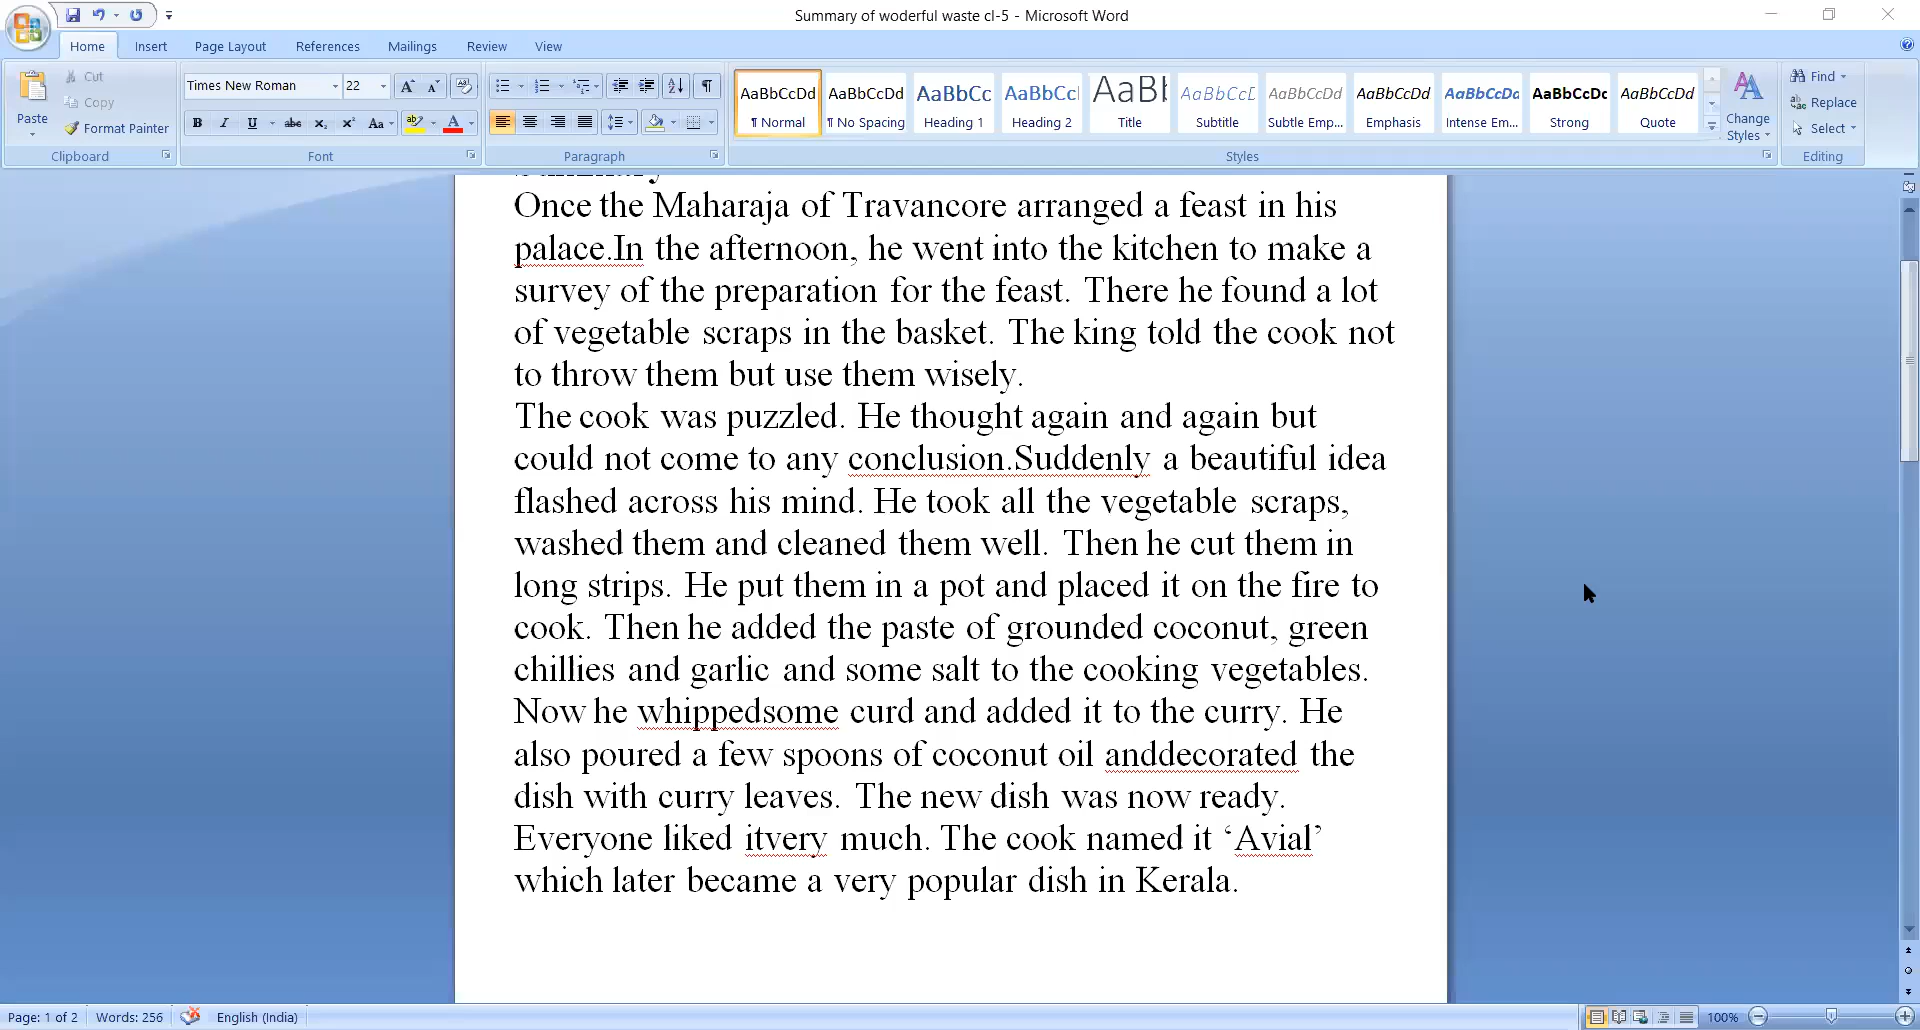 Summary of woderful waste cl-5 - Microsoft Word
Home Insert Page Layout References Mailings Review View
Paste
Cut
Copy
Format Painter
Clipboard
Times New Roman 22
Font
Paragraph
AaBbCcDd AaBbCcDd AaBbCc AaBbCc AaBb AaBbCcD AaBbCcDd AaBbCcDd AaBbCcDd AaBbCcDd AaBbCcDd
¶ Normal ¶ No Spacing Heading 1 Heading 2 Title Subtitle Subtle Emp... Emphasis Intense Em... Strong Quote
Styles
Change Styles
Find
Replace
Select
Editing
Summary
Once the Maharaja of Travancore arranged a feast in his
palace.In the afternoon, he went into the kitchen to make a
survey of the preparation for the feast. There he found a lot
of vegetable scraps in the basket. The king told the cook not
to throw them but use them wisely.
The cook was puzzled. He thought again and again but
could not come to any conclusion.Suddenly a beautiful idea
flashed across his mind. He took all the vegetable scraps,
washed them and cleaned them well. Then he cut them in
long strips. He put them in a pot and placed it on the fire to
cook. Then he added the paste of grounded coconut, green
chillies and garlic and some salt to the cooking vegetables.
Now he whippedsome curd and added it to the curry. He
also poured a few spoons of coconut oil anddecorated the
dish with curry leaves. The new dish was now ready.
Everyone liked itvery much. The cook named it ‘Avial’
which later became a very popular dish in Kerala.
Page: 1 of 2 Words: 256 English (India) 100%